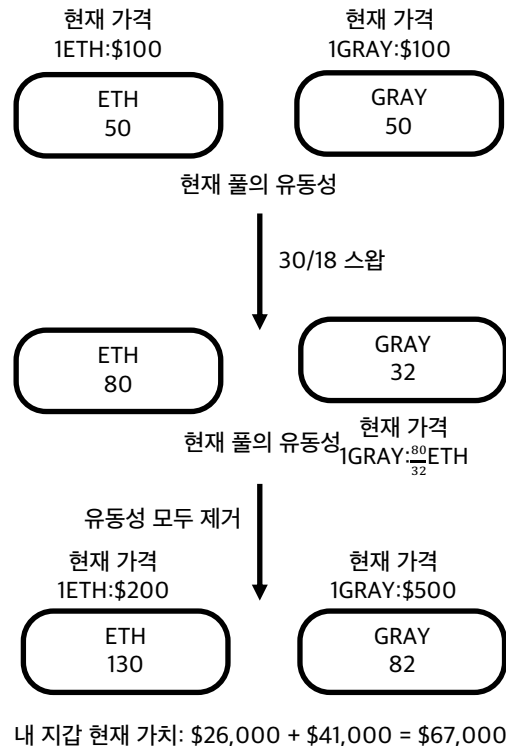 현재 가격
1ETH:$100
현재 가격
1GRAY:$100
ETH
50
GRAY
50
현재 풀의 유동성
30/18 스왑
ETH
80
GRAY
32
현재 풀의 유동성
현재 가격
1GRAY:80/32ETH
유동성 모두 제거
현재 가격
1ETH:$200
현재 가격
1GRAY:$500
ETH
130
GRAY
82
내 지갑 현재 가치: $26,000 + $41,000 = $67,000